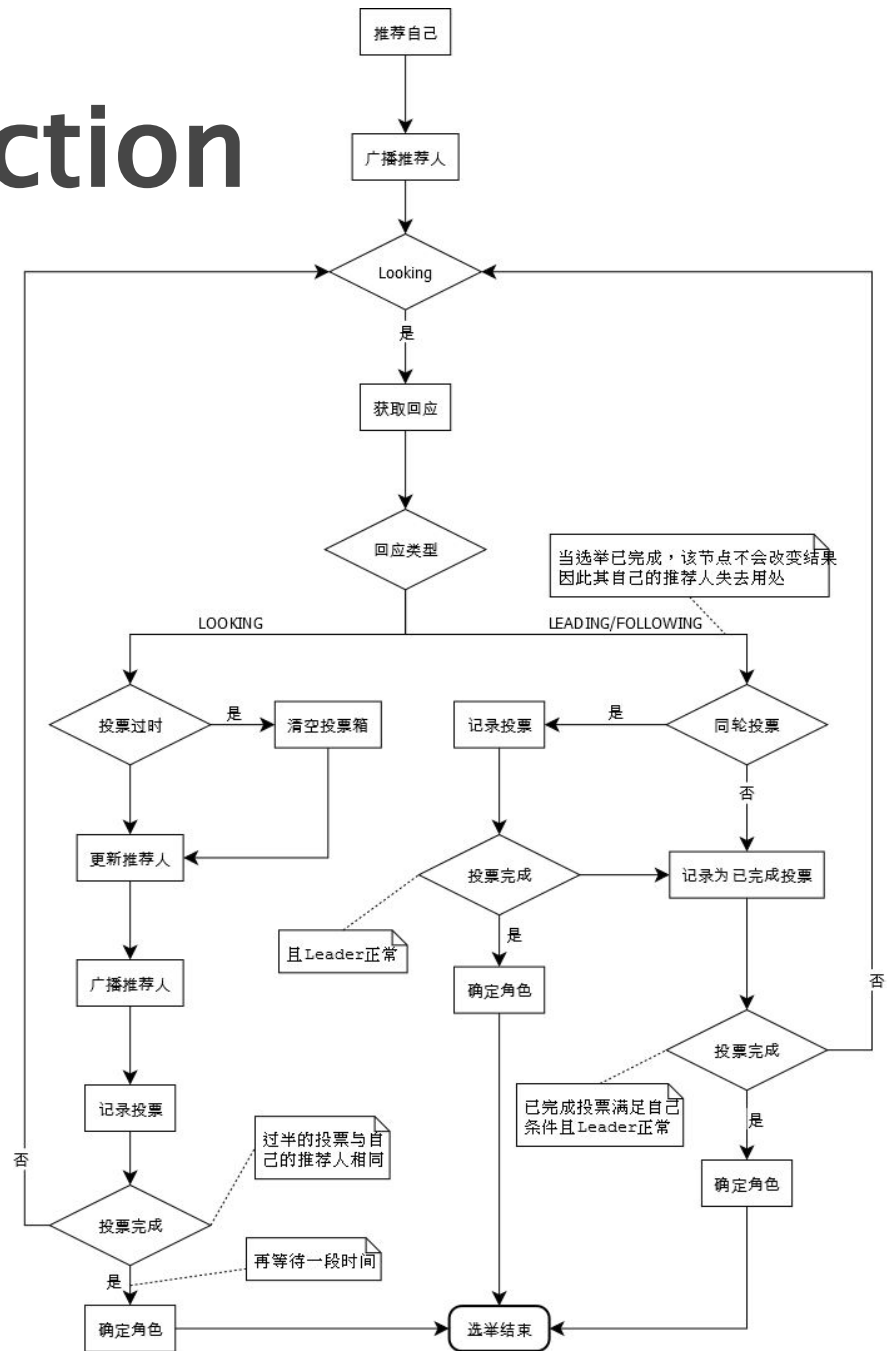 推荐自己
ction
广播推荐人
Looking
是
获取回应
回应类型
当选举已完成，该节点不会改变结果
因此其自己的推荐人失去用处
LOOKING
LEADING/FOLLOWING
投票过时
是
清空投票箱
记录投票
是
同轮投票
否
更新推荐人
投票完成
记录为已完成投票
且Leader正常
是
广播推荐人
确定角色
否
投票完成
记录投票
已完成投票满足自己
条件且Leader正常
过半的投票与自
己的推荐人相同
是
否
确定角色
投票完成
再等待一段时间
是
确定角色
选举结束